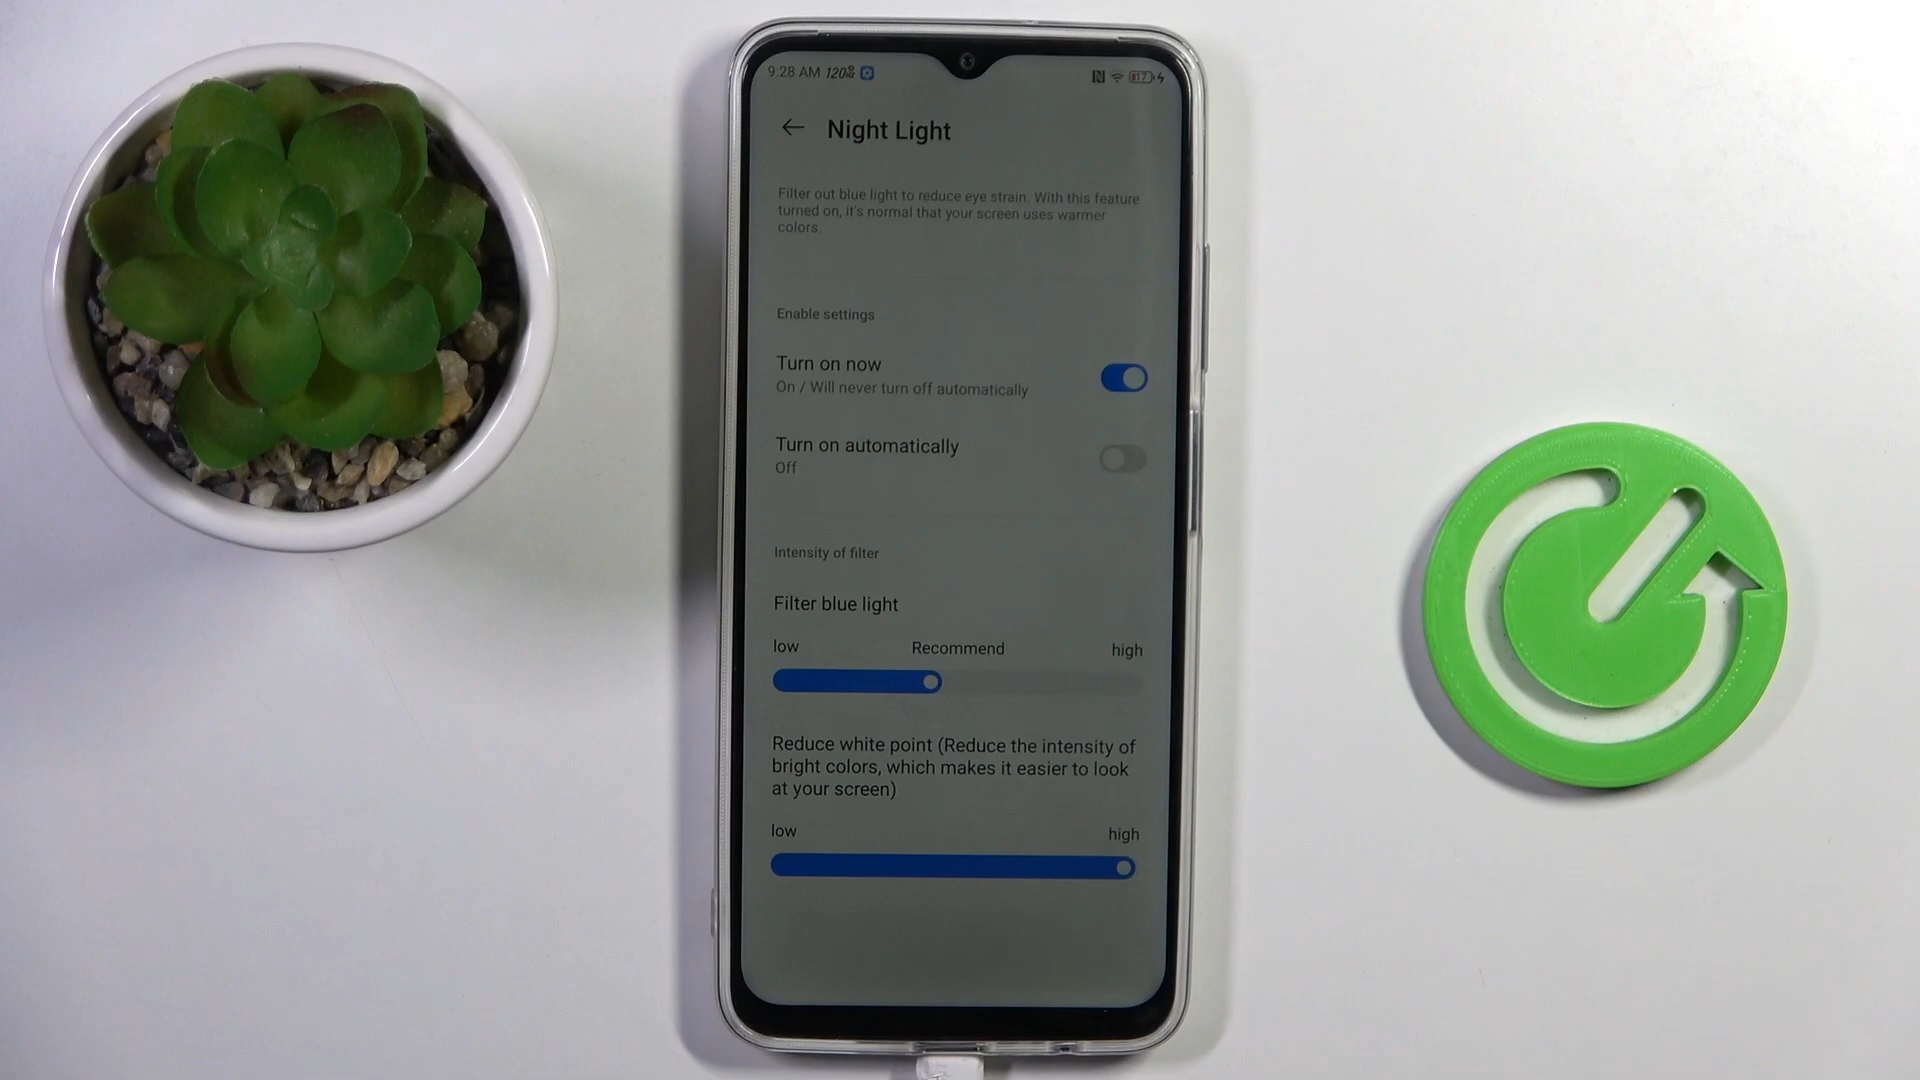 9:28 AM 17
Night Light
Filter out blue light to reduce eye strain. With this feature
turned on, it's normal that your screen uses warmer
colors.
Enable settings
Turn on now
On / Will never turn off automatically
Turn on automatically
Off
Intensity of filter
Filter blue light
low Recommend high
Reduce white point (Reduce the intensity of
bright colors, which makes it easier to look
at your screen)
low high